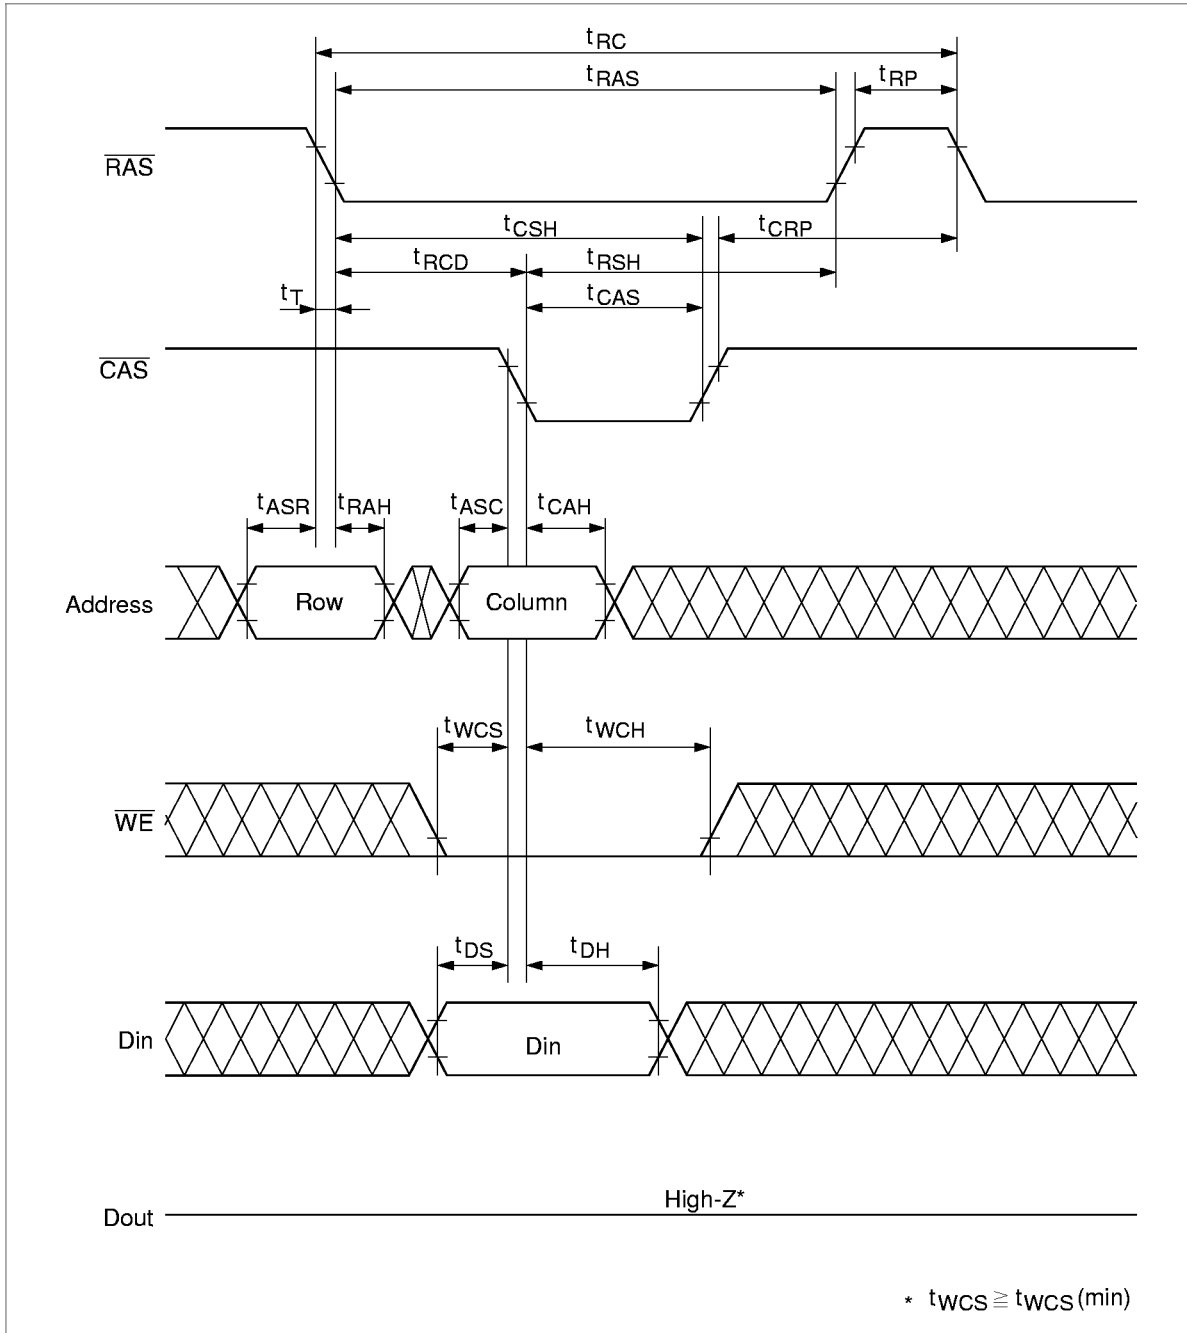 tRC
tRAS
tRP
RAS
tCSH
tCRP
tRCD
tRSH
tT
tCAS
CAS
tASR
tRAH
tASC
tCAH
Address
Row
Column
tWCS
tWCH
WE
tDS
tDH
Din
Din
High-Z*
Dout
* tWCS ≧ tWCS (min)